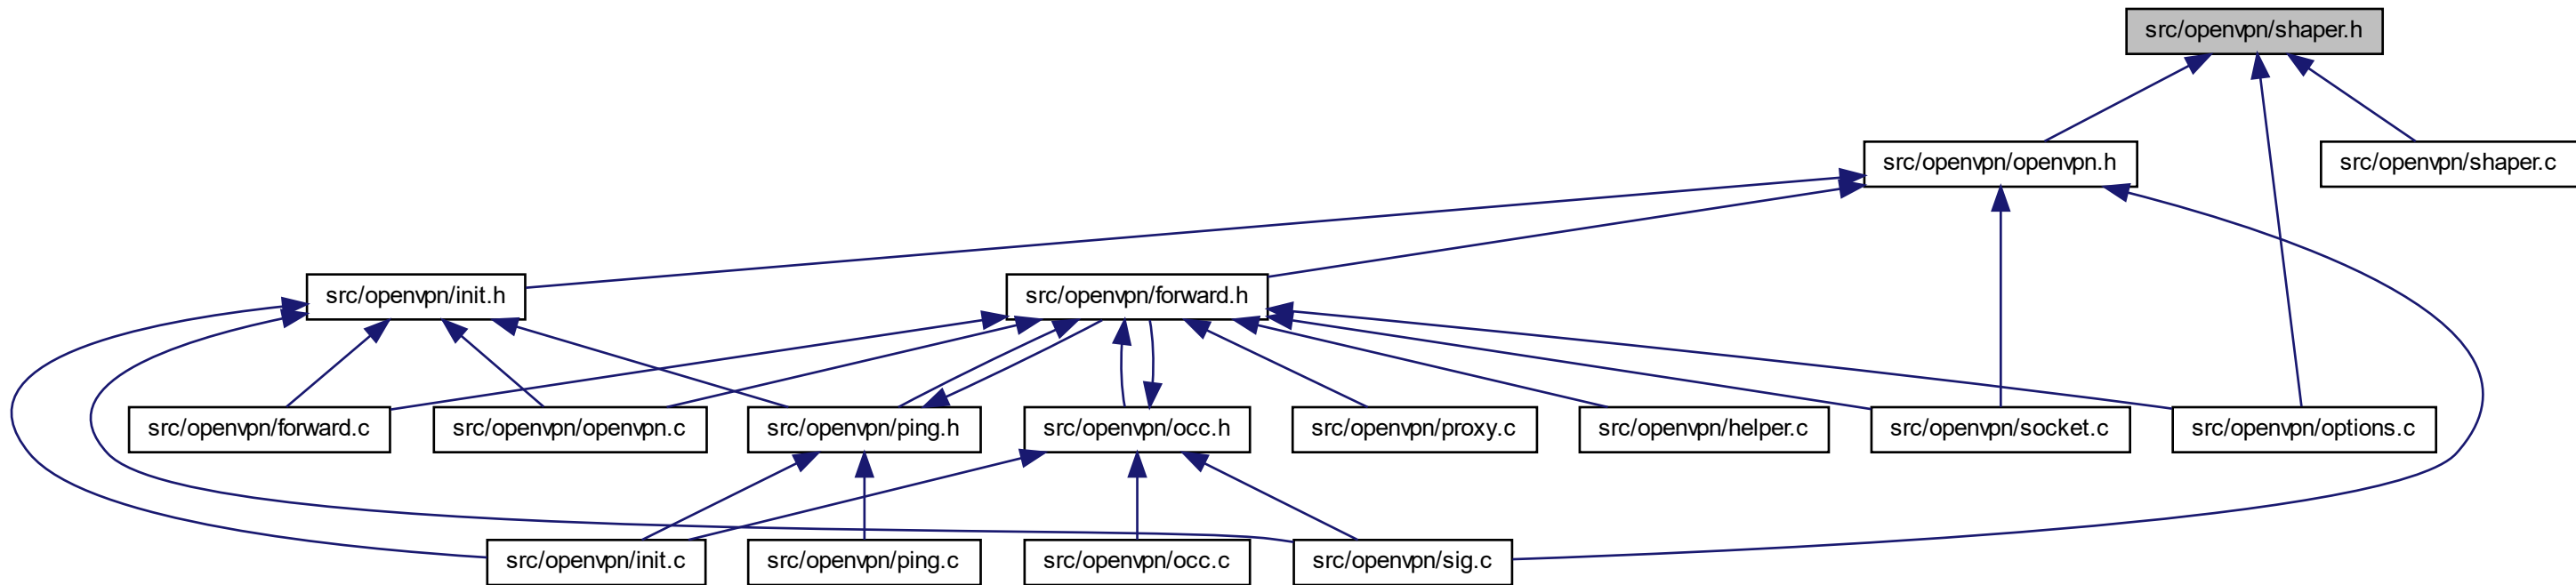 src/openvpn/shaper.h
src/openvpn/openvpn.h
src/openvpn/shaper.c
src/openvpn/init.h
src/openvpn/forward.h
src/openvpn/forward.c
src/openvpn/openvpn.c
src/openvpn/ping.h
src/openvpn/occ.h
src/openvpn/proxy.c
src/openvpn/helper.c
src/openvpn/socket.c
src/openvpn/options.c
src/openvpn/init.c
src/openvpn/ping.c
src/openvpn/occ.c
src/openvpn/sig.c